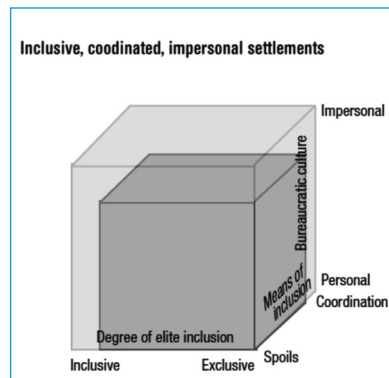 Inclusive, coodinated, impersonal settlements
Impersonal
Bureaucratic culture
Means of
inclusion
Personal
Coordination
Degree of elite inclusion
Inclusive
Exclusive
Spoils